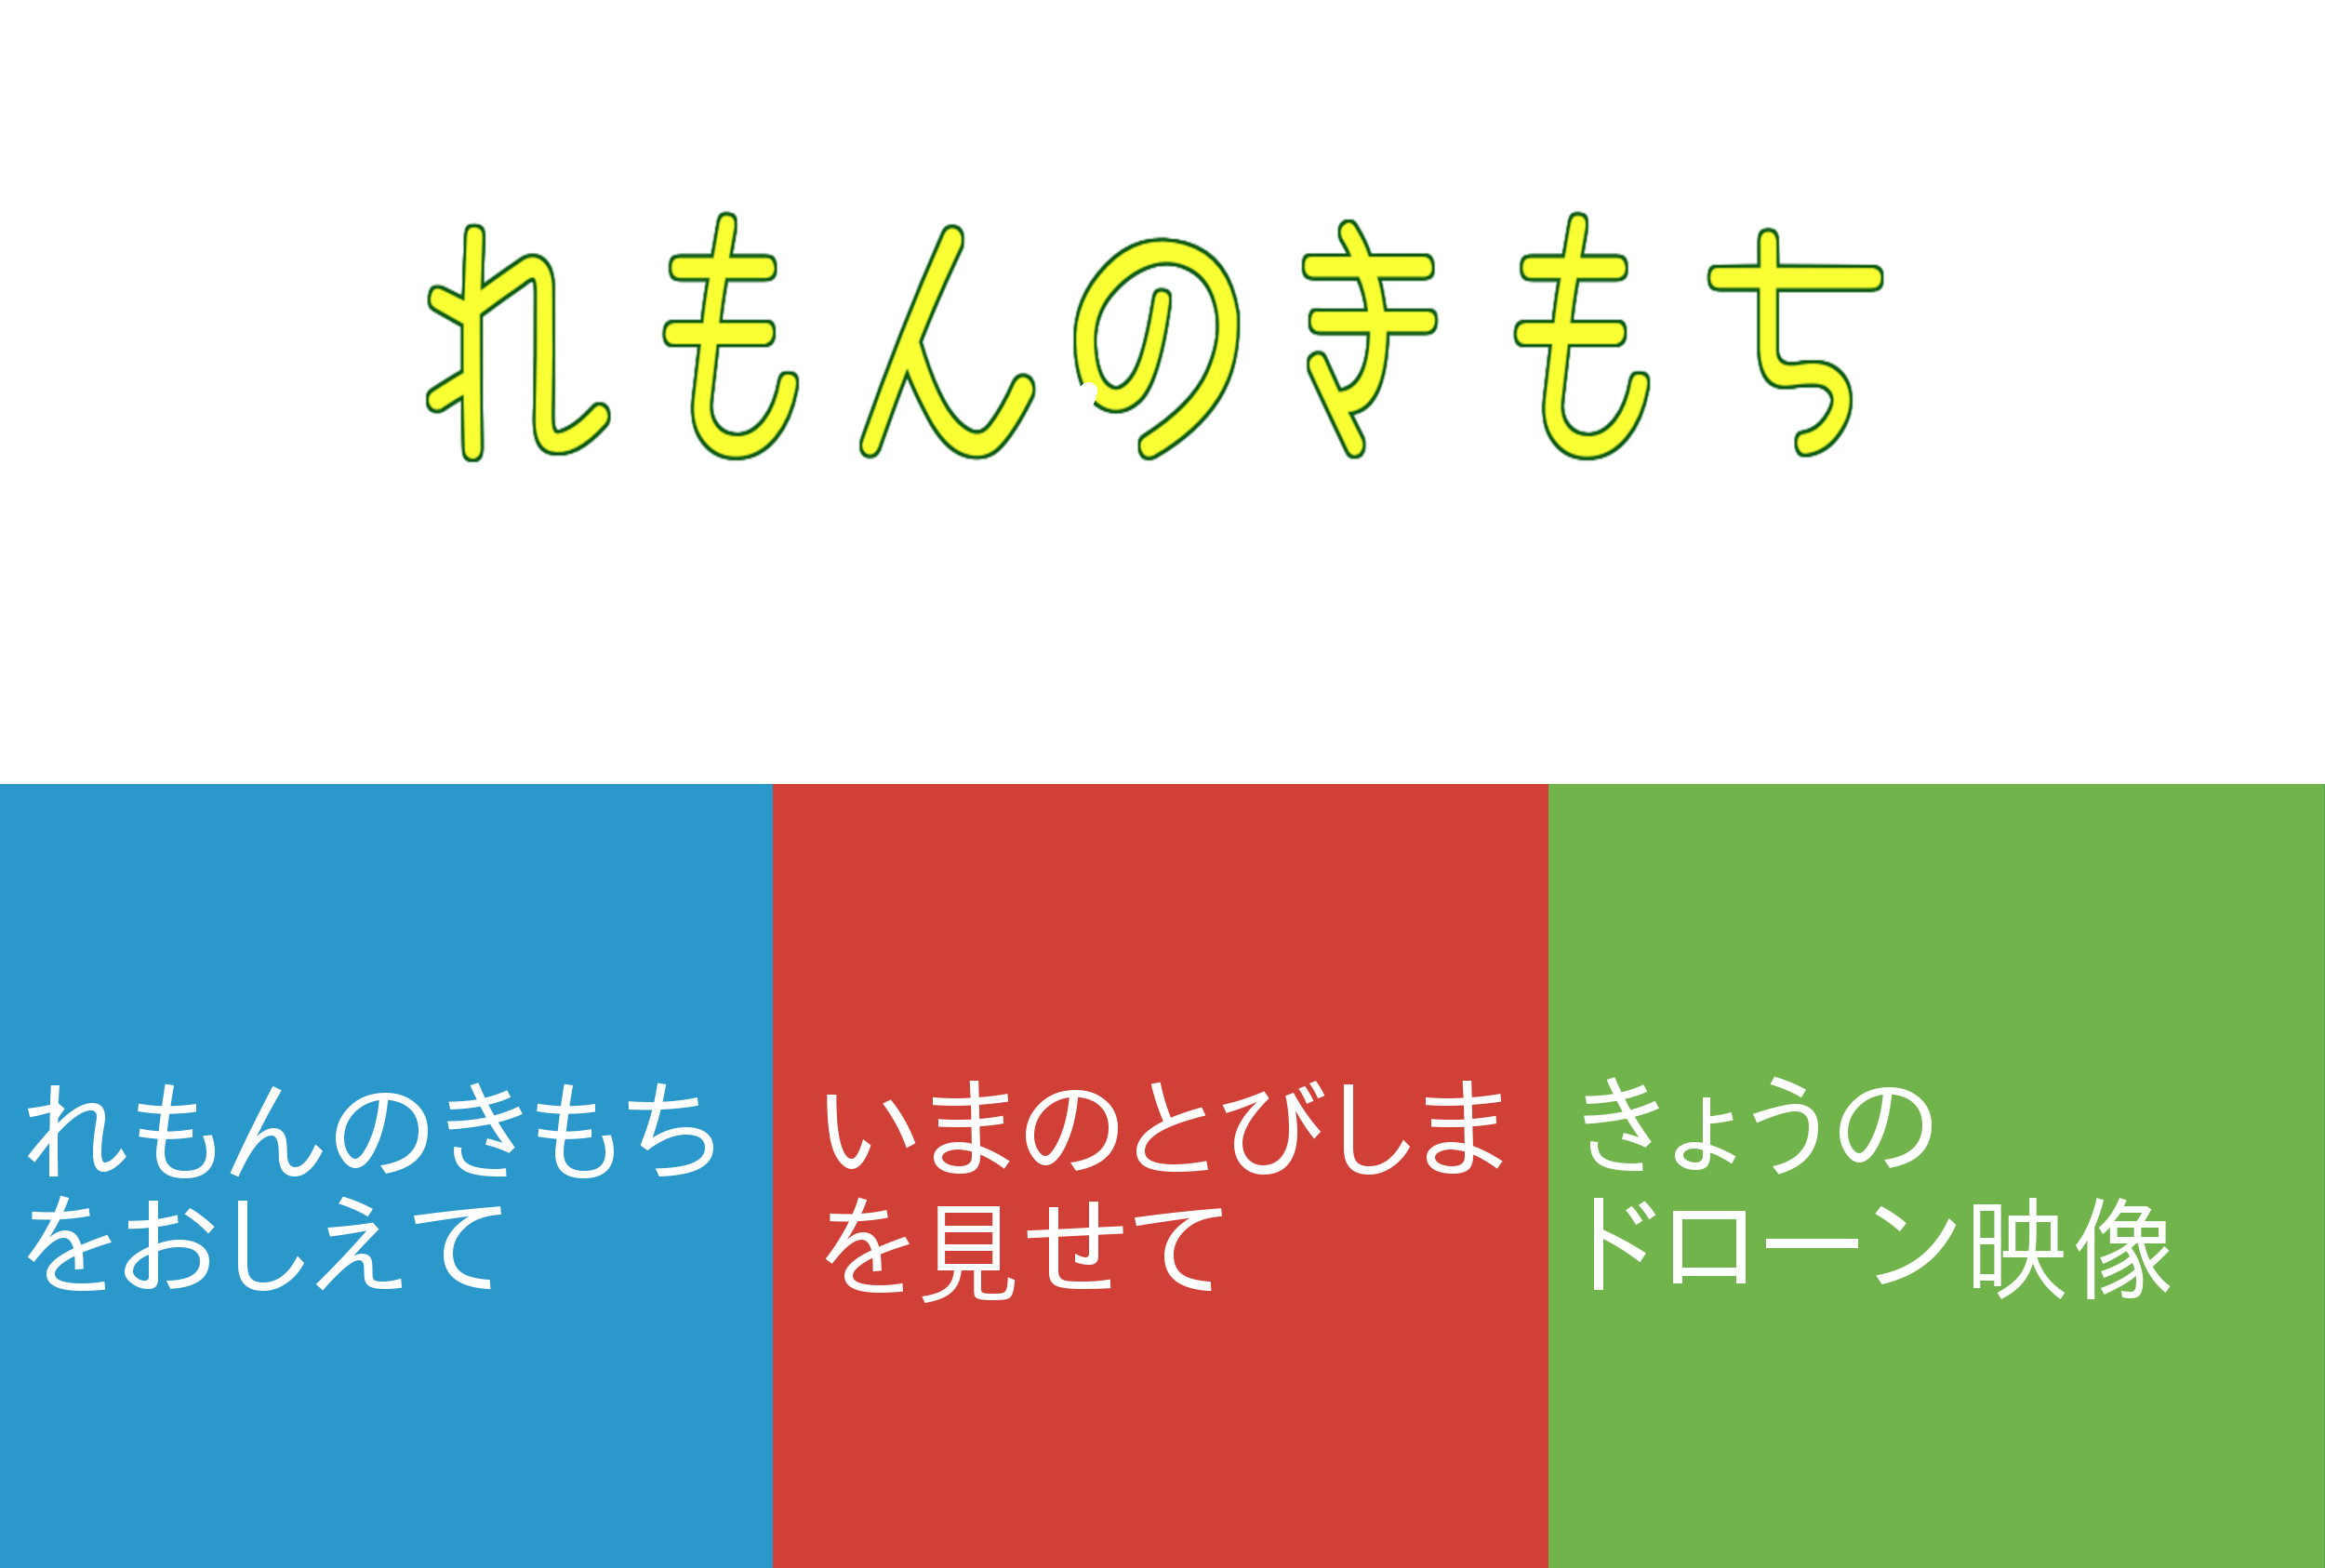 れもんのきもち
れもんのきもち
をおしえて
いまのとびしま
を見せて
きょうの
ドローン映像